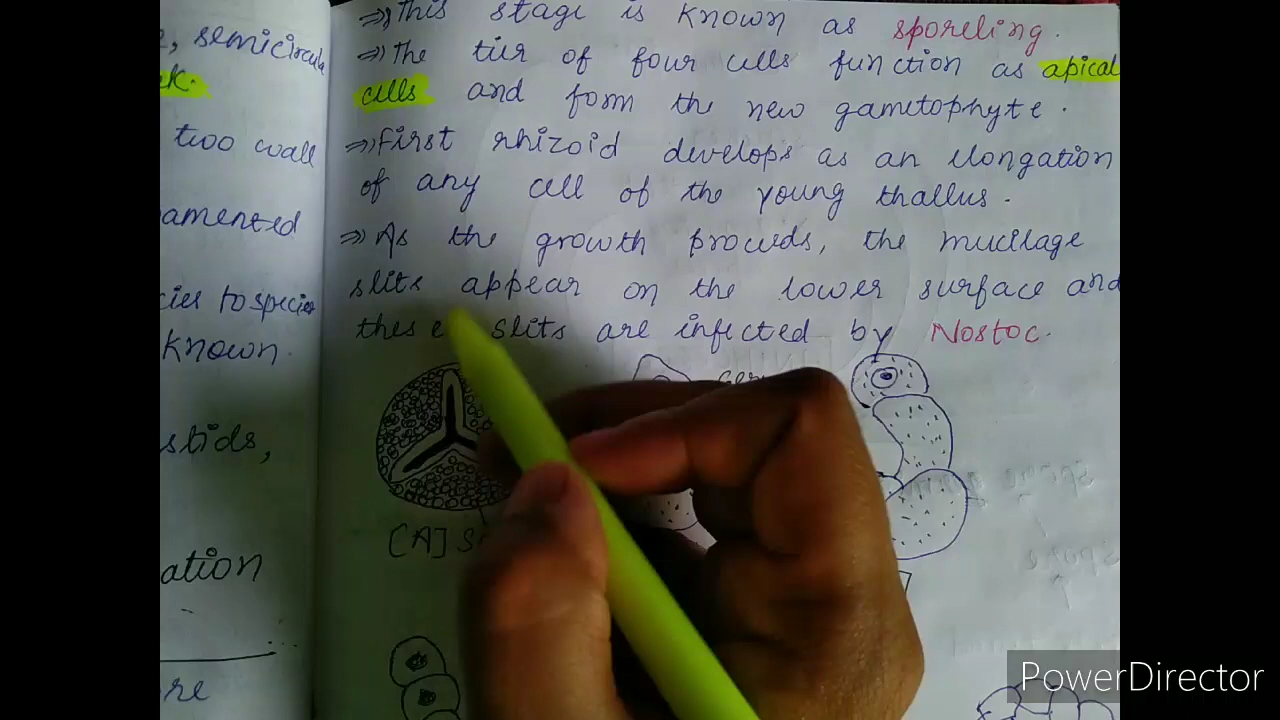 , semicircula
k.
two wall
amented
cies to species
known.
stids,
ation
re
⇒ This stage is known as sporeling.
⇒ The tier of four cells function as apical
cells and form the new gametophyte.
⇒ First rhizoid develops as an elongation
of any cell of the young thallus.
⇒ As the growth proceeds, the mucilage
slits appear on the lower surface and
these slits are infected by Nostoc.
[A] S
PowerDirector